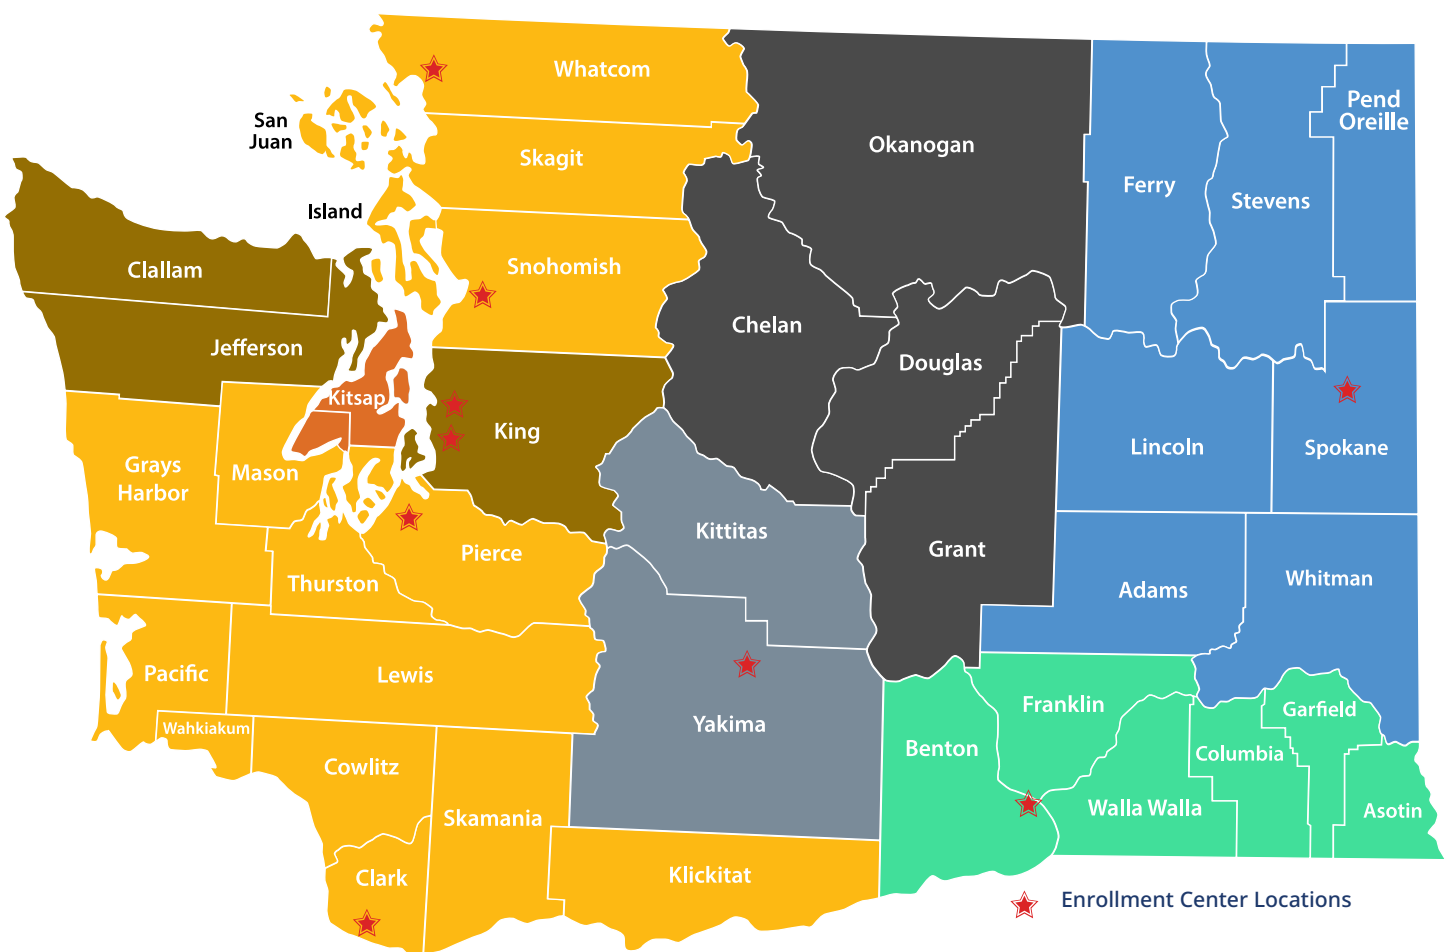 Whatcom
San
Juan
Skagit
Island
Snohomish
Okanogan
Ferry
Stevens
Pend
Oreille
Clallam
Jefferson
Kitsap
King
Chelan
Douglas
Lincoln
Spokane
Grays
Harbor
Mason
Thurston
Pierce
Kittitas
Grant
Adams
Whitman
Pacific
Lewis
Yakima
Wahkiakum
Cowlitz
Skamania
Clark
Klickitat
Benton
Franklin
Walla Walla
Columbia
Garfield
Asotin
Enrollment Center Locations